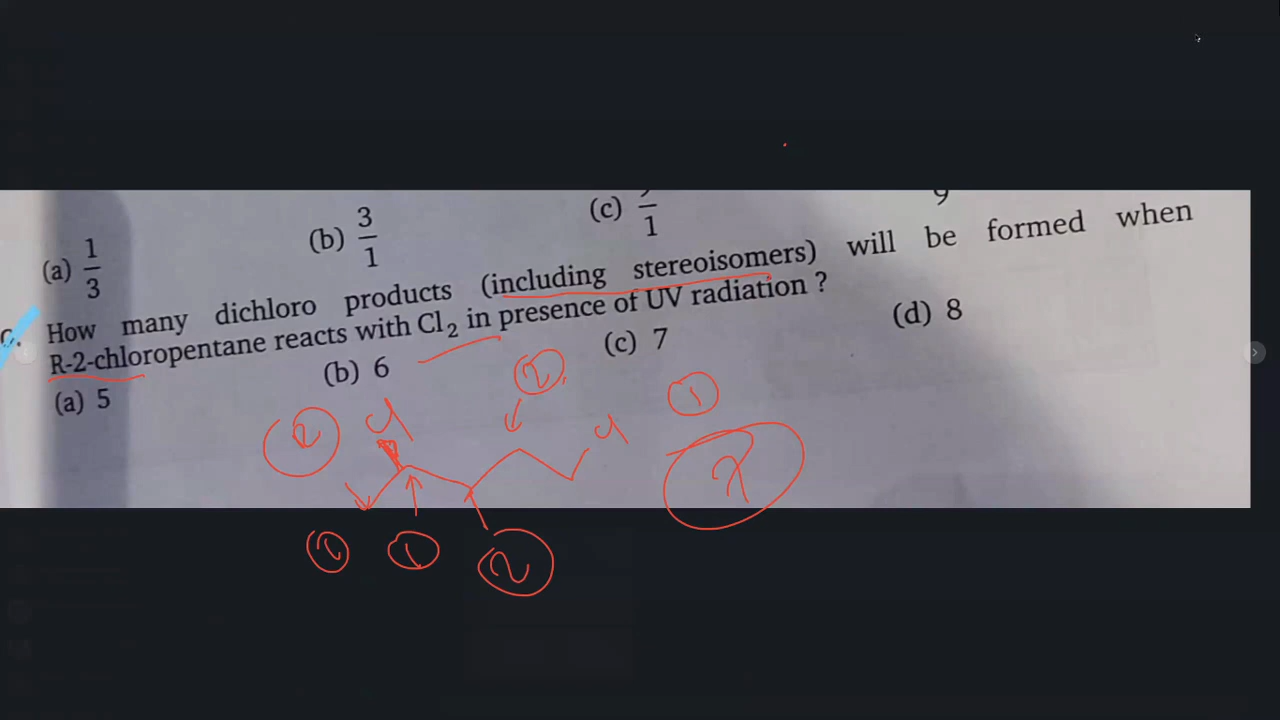 (a) 1/3 (b) 3/1 (c) /1 9
How many dichloro products (including stereoisomers) will be formed when
R-2-chloropentane reacts with Cl₂ in presence of UV radiation ?
(a) 5 (b) 6 (c) 7 (d) 8
2 Cl 2 Cl 1
7
2 1 2